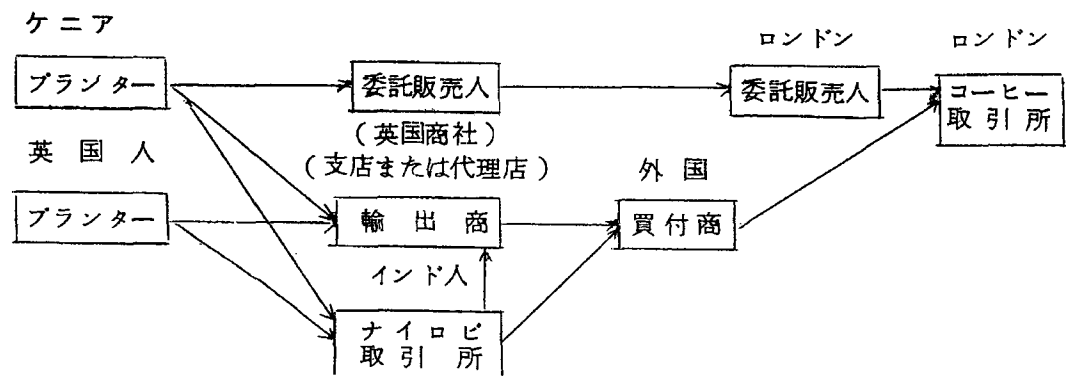 ケニア
ロンドン
ロンドン
プランター
委託販売人
委託販売人
コーヒー
取引所
(英国商社)
英国人
(支店または代理店)
外国
プランター
輸出商
買付商
インド人
ナイロビ
取引所